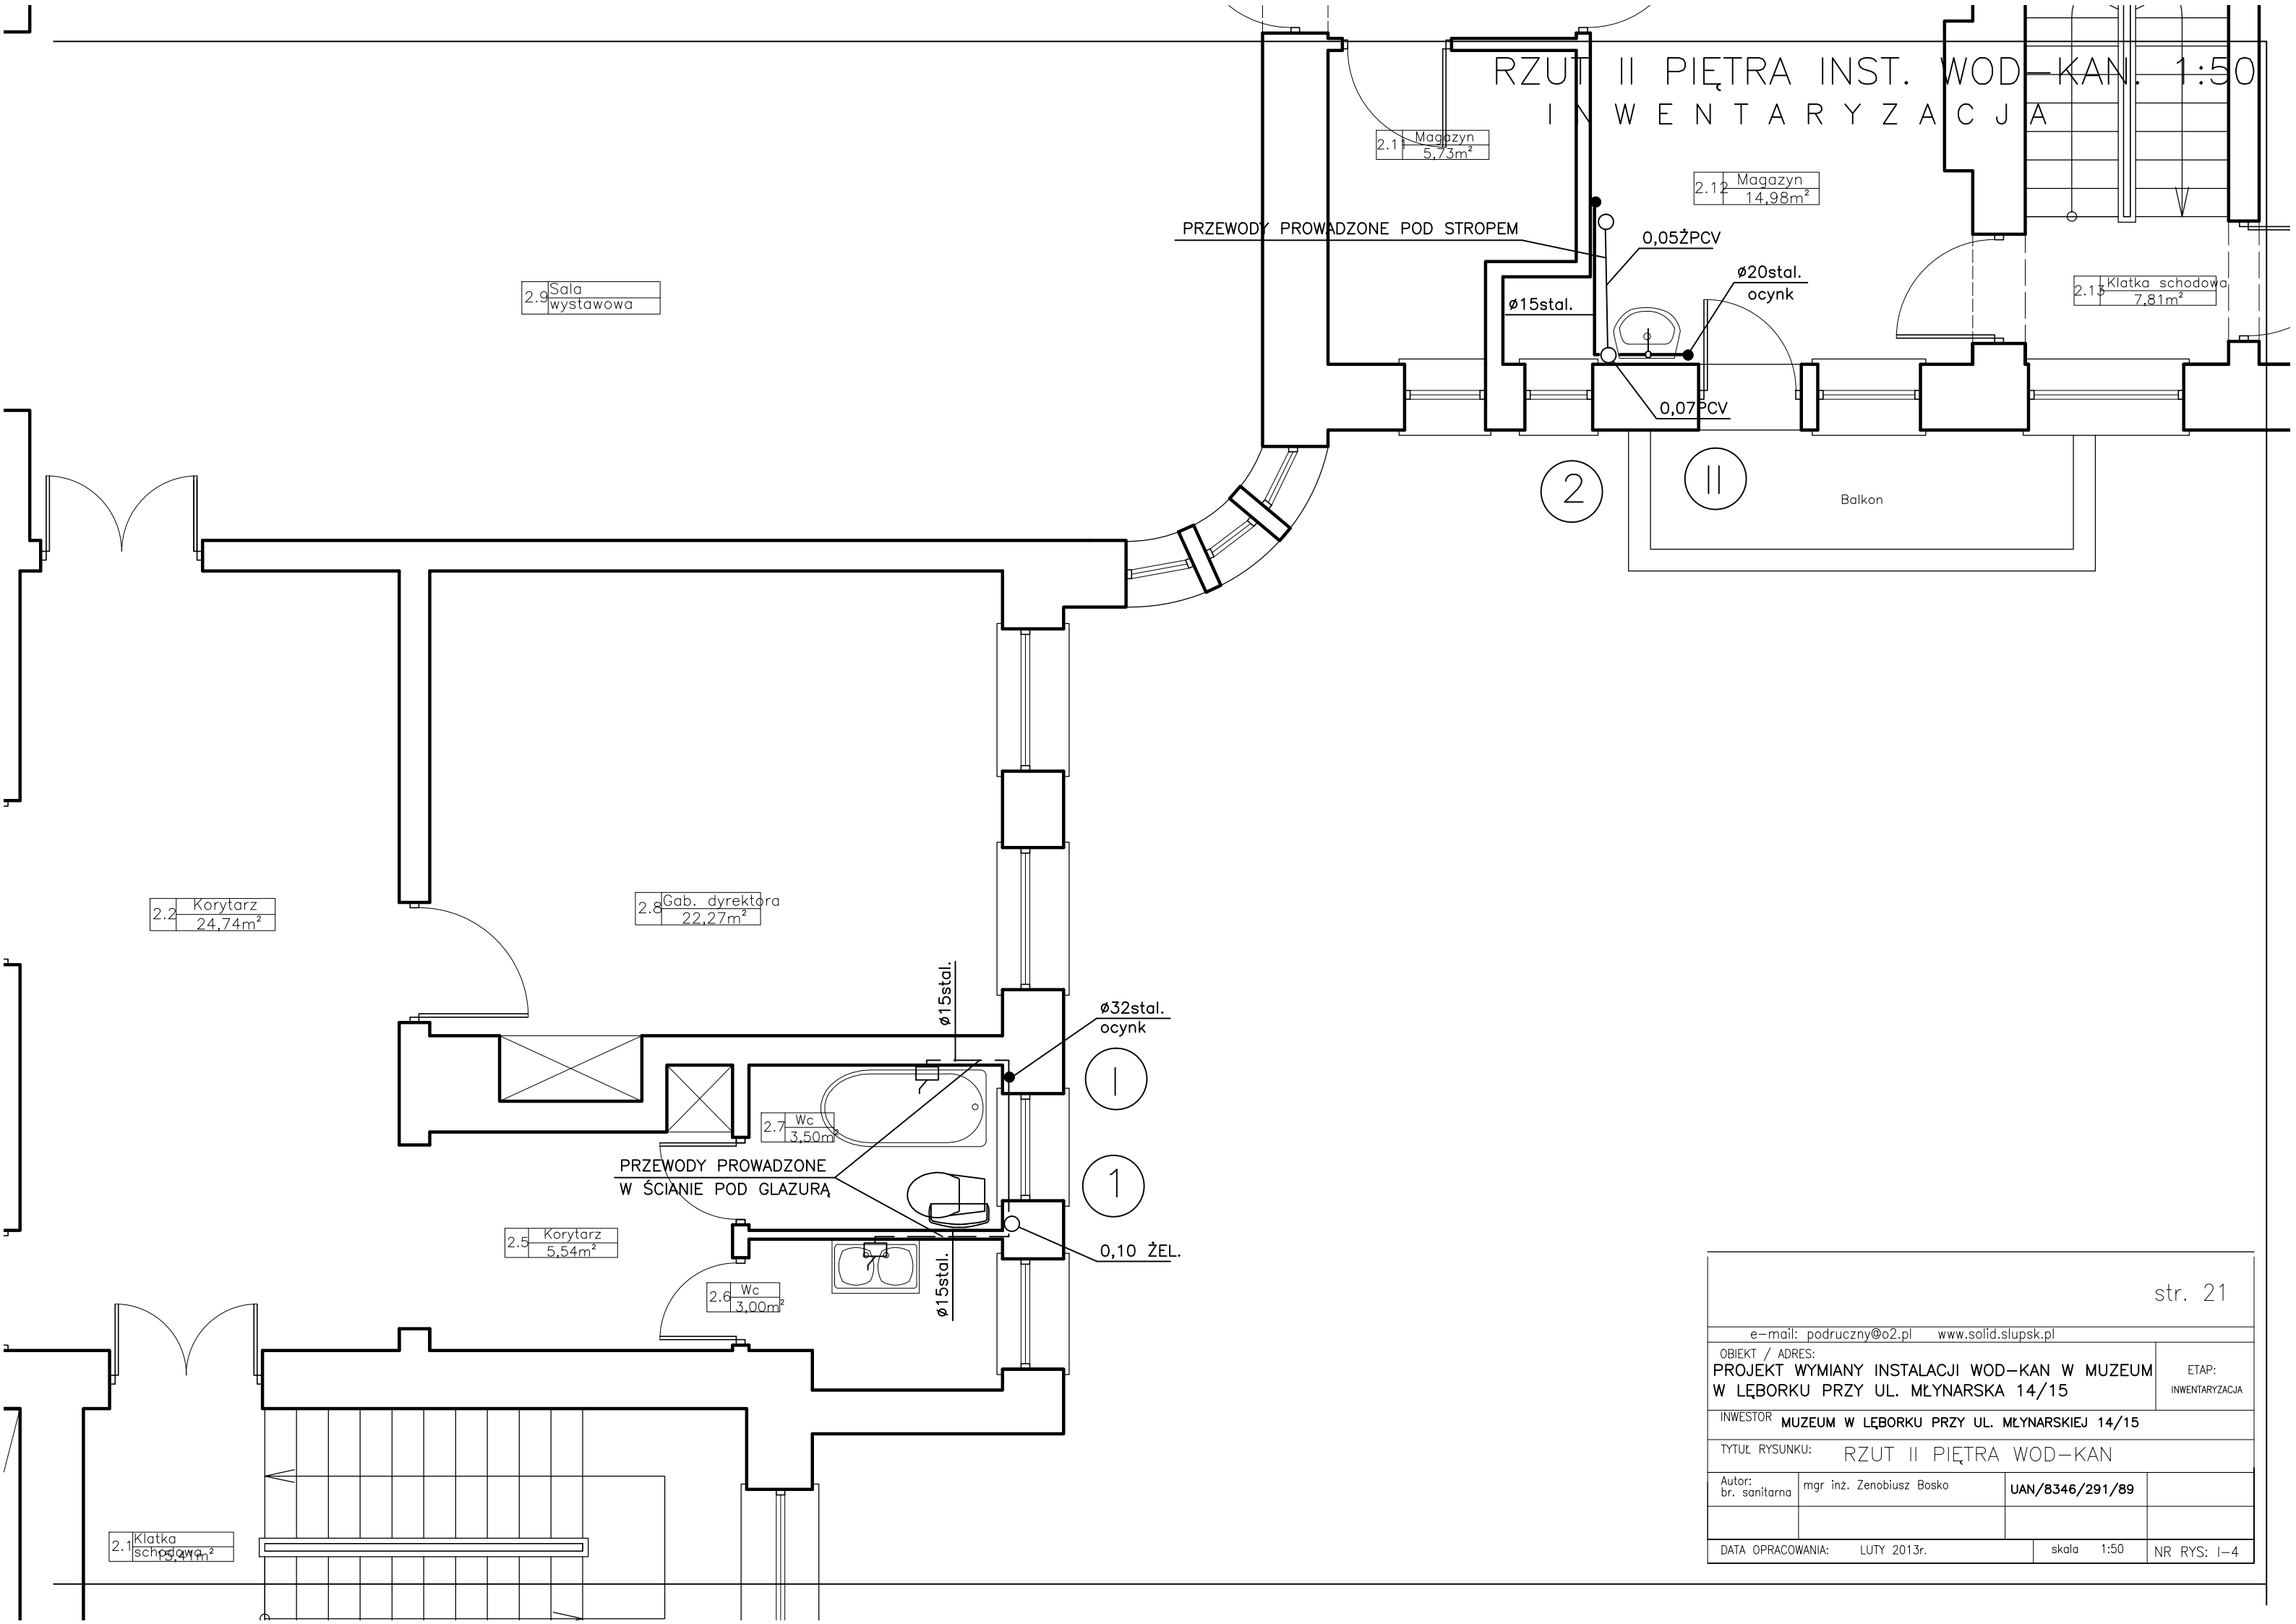 RZUT II PIĘTRA INST. WOD-KAN. 1:50
INWENTARYZACJA
2.11 Magazyn
5,73m²
2.12 Magazyn
14,98m²
PRZEWODY PROWADZONE POD STROPEM
0,05ŻPCV
ø20stal.
ocynk
ø15stal.
2.13 Klatka schodowa
7,81m²
2.9 Sala
wystawowa
0,07PCV
2
II
Balkon
2.2 Korytarz
24,74m²
2.8 Gab. dyrektora
22,27m²
ø15stal.
ø32stal.
ocynk
I
2.7 Wc
3,50m²
PRZEWODY PROWADZONE
W ŚCIANIE POD GLAZURĄ
1
2.5 Korytarz
5,54m²
0,10 ŻEL.
2.6 Wc
3,00m²
ø15stal.
2.1 Klatka
schodowa
15,41m²
str. 21
e-mail: podruczny@o2.pl www.solid.slupsk.pl
OBIEKT / ADRES:
PROJEKT WYMIANY INSTALACJI WOD-KAN W MUZEUM
W LĘBORKU PRZY UL. MŁYNARSKA 14/15
ETAP:
INWENTARYZACJA
INWESTOR MUZEUM W LĘBORKU PRZY UL. MŁYNARSKIEJ 14/15
TYTUŁ RYSUNKU: RZUT II PIĘTRA WOD-KAN
Autor:
br. sanitarna
mgr inż. Zenobiusz Bosko
UAN/8346/291/89
DATA OPRACOWANIA: LUTY 2013r. skala 1:50 NR RYS: I-4